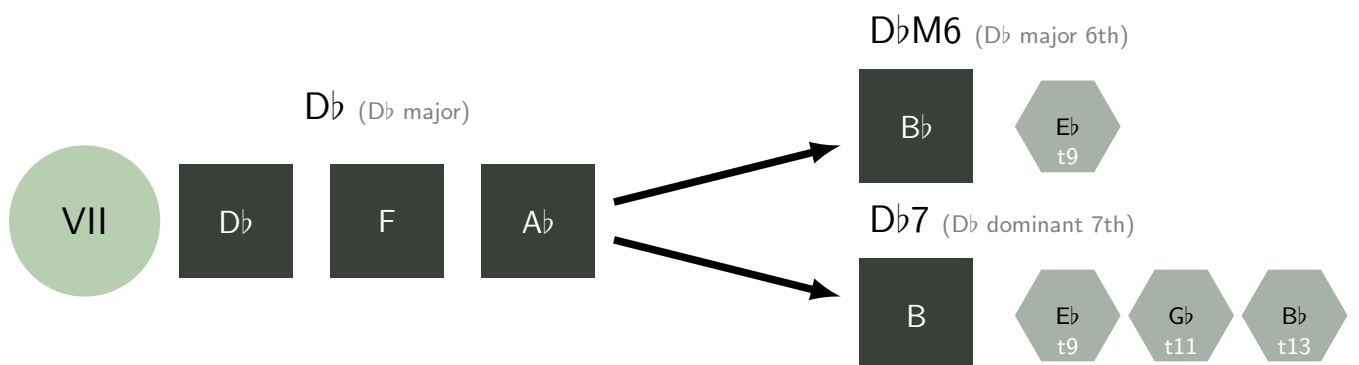 D♭M6 (D♭ major 6th)
B♭
E♭
t9
D♭ (D♭ major)
VII
D♭
F
A♭
D♭7 (D♭ dominant 7th)
B
E♭
t9
G♭
t11
B♭
t13